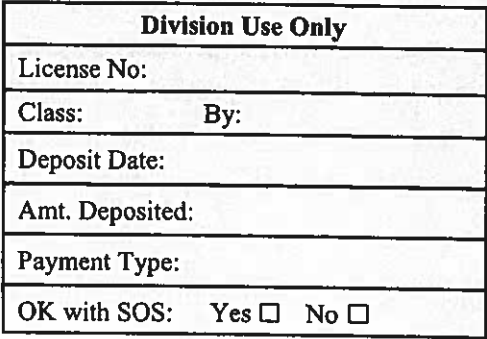 Division Use Only
License No:
Class: By:
Deposit Date:
Amt. Deposited:
Payment Type:
OK with SOS: Yes ☐ No ☐